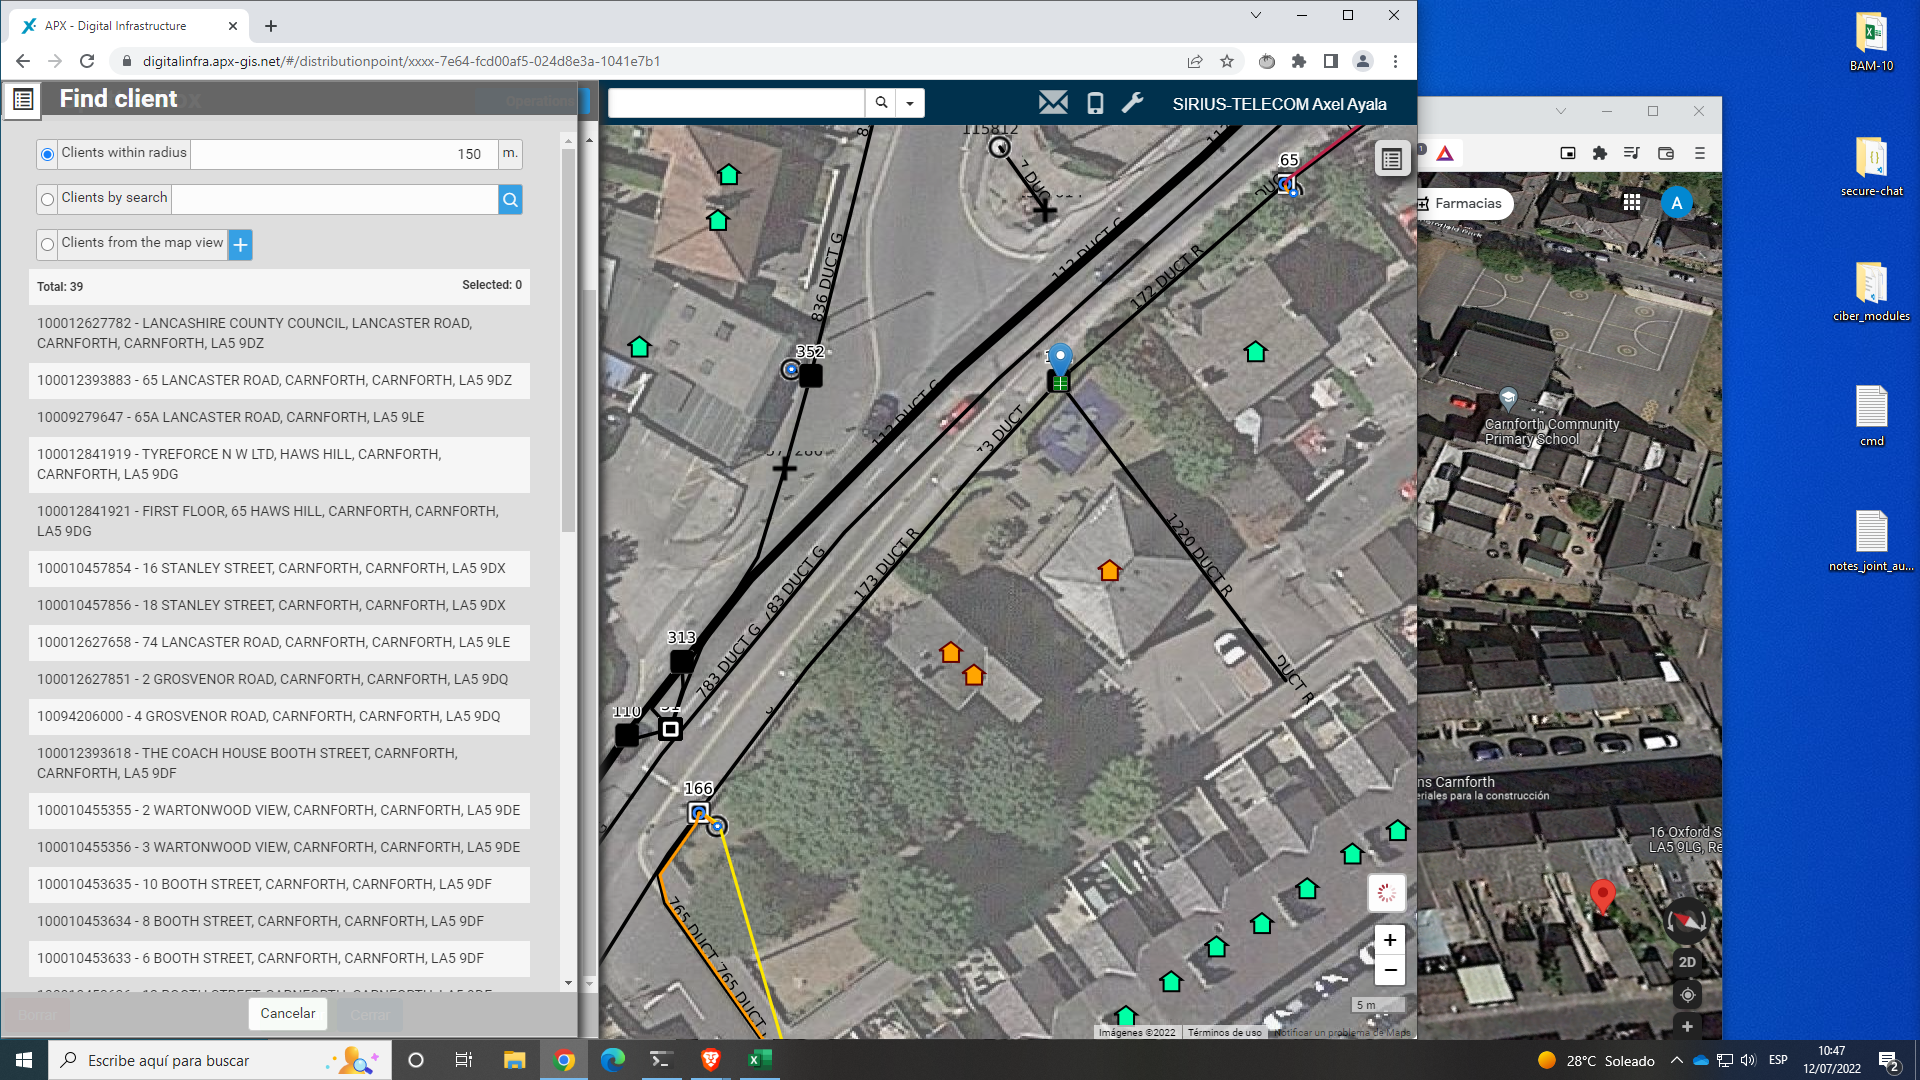 APX - Digital Infrastructure
digitalinfra.apx-gis.net/#/distributionpoint/xxxx-7e64-fcd00af5-024d8e3a-1041e7b1
Find client
Operations
SIRIUS-TELECOM Axel Ayala
Clients within radius
150
m.
Clients by search
Clients from the map view
Total: 39
Selected: 0
100012627782 - LANCASHIRE COUNTY COUNCIL, LANCASTER ROAD,
CARNFORTH, CARNFORTH, LA5 9DZ
100012393883 - 65 LANCASTER ROAD, CARNFORTH, CARNFORTH, LA5 9DZ
10009279647 - 65A LANCASTER ROAD, CARNFORTH, LA5 9LE
100012841919 - TYREFORCE N W LTD, HAWS HILL, CARNFORTH,
CARNFORTH, LA5 9DG
100012841921 - FIRST FLOOR, 65 HAWS HILL, CARNFORTH, CARNFORTH,
LA5 9DG
100010457854 - 16 STANLEY STREET, CARNFORTH, CARNFORTH, LA5 9DX
100010457856 - 18 STANLEY STREET, CARNFORTH, CARNFORTH, LA5 9DX
100012627658 - 74 LANCASTER ROAD, CARNFORTH, CARNFORTH, LA5 9LE
100012627851 - 2 GROSVENOR ROAD, CARNFORTH, CARNFORTH, LA5 9DQ
10094206000 - 4 GROSVENOR ROAD, CARNFORTH, CARNFORTH, LA5 9DQ
100012393618 - THE COACH HOUSE BOOTH STREET, CARNFORTH,
CARNFORTH, LA5 9DF
100010455355 - 2 WARTONWOOD VIEW, CARNFORTH, CARNFORTH, LA5 9DE
100010455356 - 3 WARTONWOOD VIEW, CARNFORTH, CARNFORTH, LA5 9DE
100010453635 - 10 BOOTH STREET, CARNFORTH, CARNFORTH, LA5 9DF
100010453634 - 8 BOOTH STREET, CARNFORTH, CARNFORTH, LA5 9DF
100010453633 - 6 BOOTH STREET, CARNFORTH, CARNFORTH, LA5 9DF
Borrar
Cancelar
Cerrar
115812
65
7 DUC
836 DUCT G
112 DUCT G
172 DUCT R
352
112 DUCT G
73 DUCT
173 DUCT R
1220 DUCT R
DUCT R
783 DUCT G
783 DUCT G
313
110
166
765 DUCT
765 DUCT
5 m
Imágenes ©2022
Términos de uso
Notificar un problema de Maps
Farmacias
A
Carnforth Community
Primary School
ns Carnforth
eriales para la construcción
16 Oxford S
LA5 9LG, Re
2D
BAM-10
secure-chat
ciber_modules
cmd
notes_joint_au...
Escribe aquí para buscar
28°C Soleado
ESP
10:47
12/07/2022
2